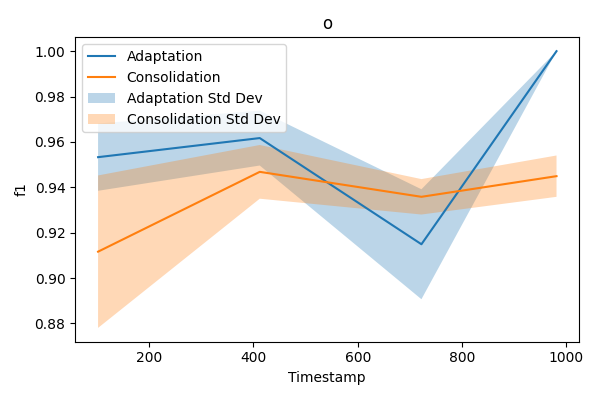 o
Adaptation
Consolidation
Adaptation Std Dev
Consolidation Std Dev
1.00
0.98
0.96
0.94
0.92
0.90
0.88
f1
200
400
600
800
1000
Timestamp